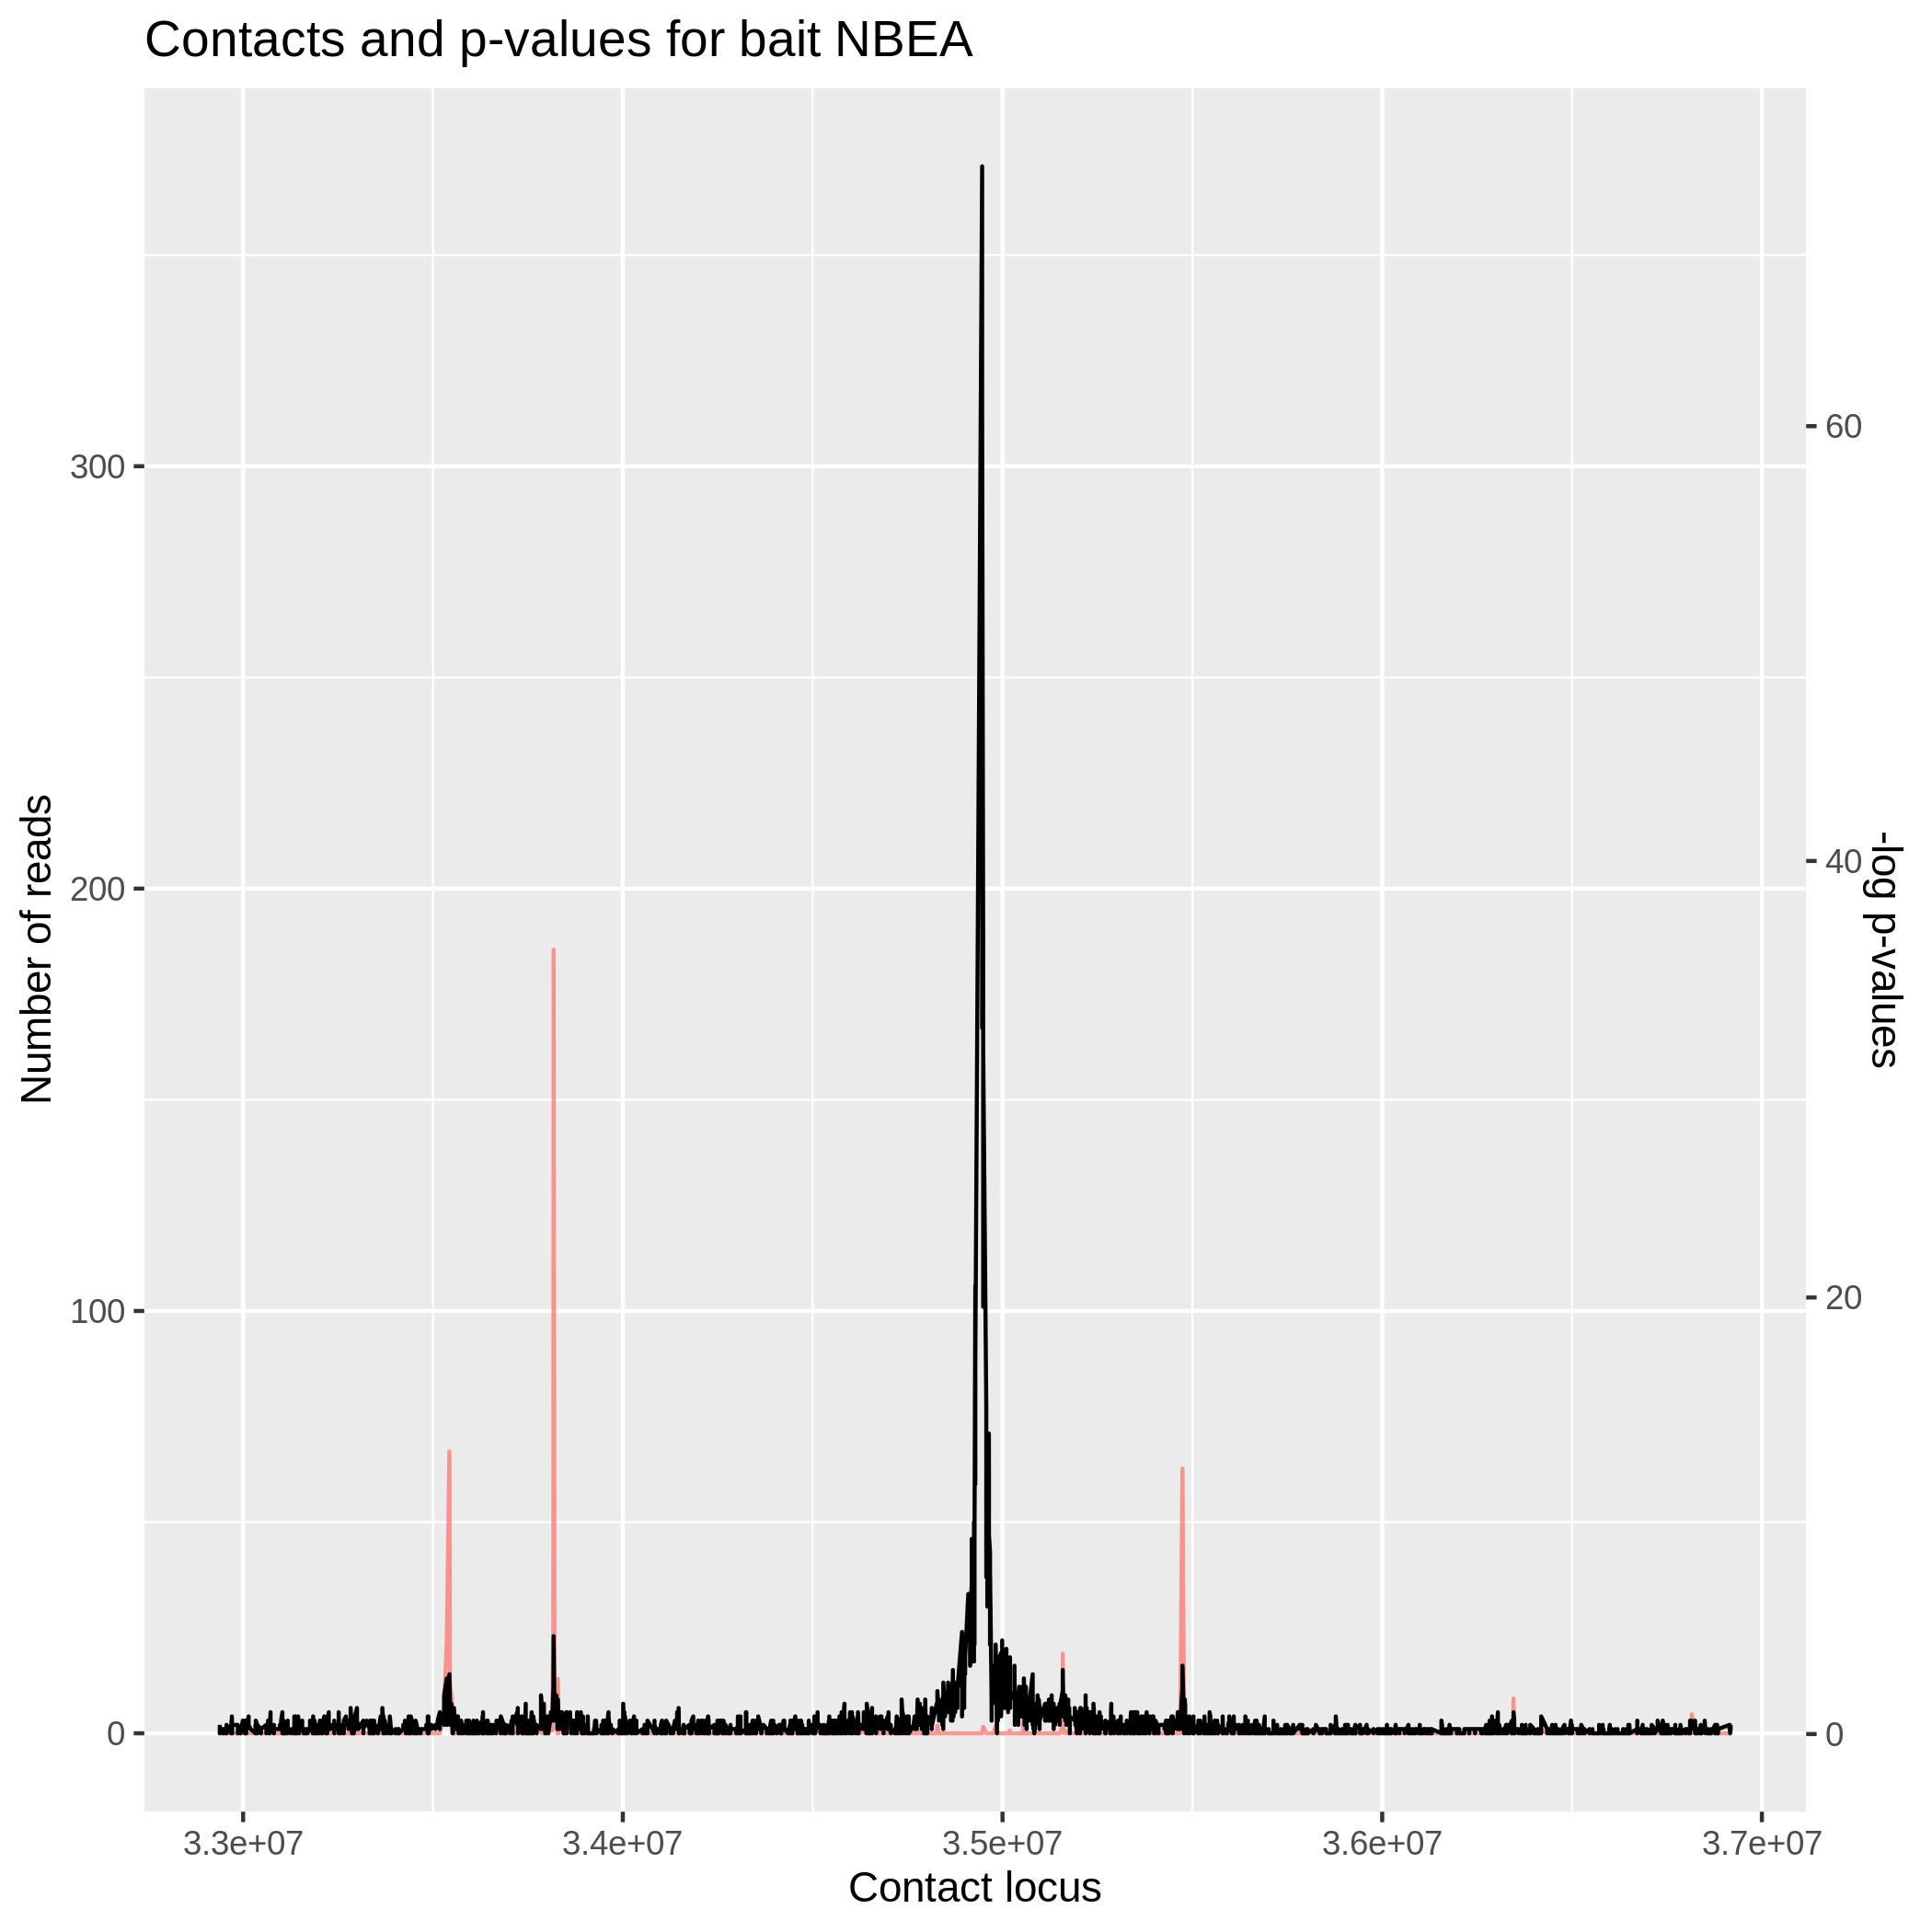 Contacts and p-values for bait NBEA
Number of reads
300
200
100
0
60
40
20
0
-log p-values
3.3e+07
3.4e+07
3.5e+07
3.6e+07
3.7e+07
Contact locus